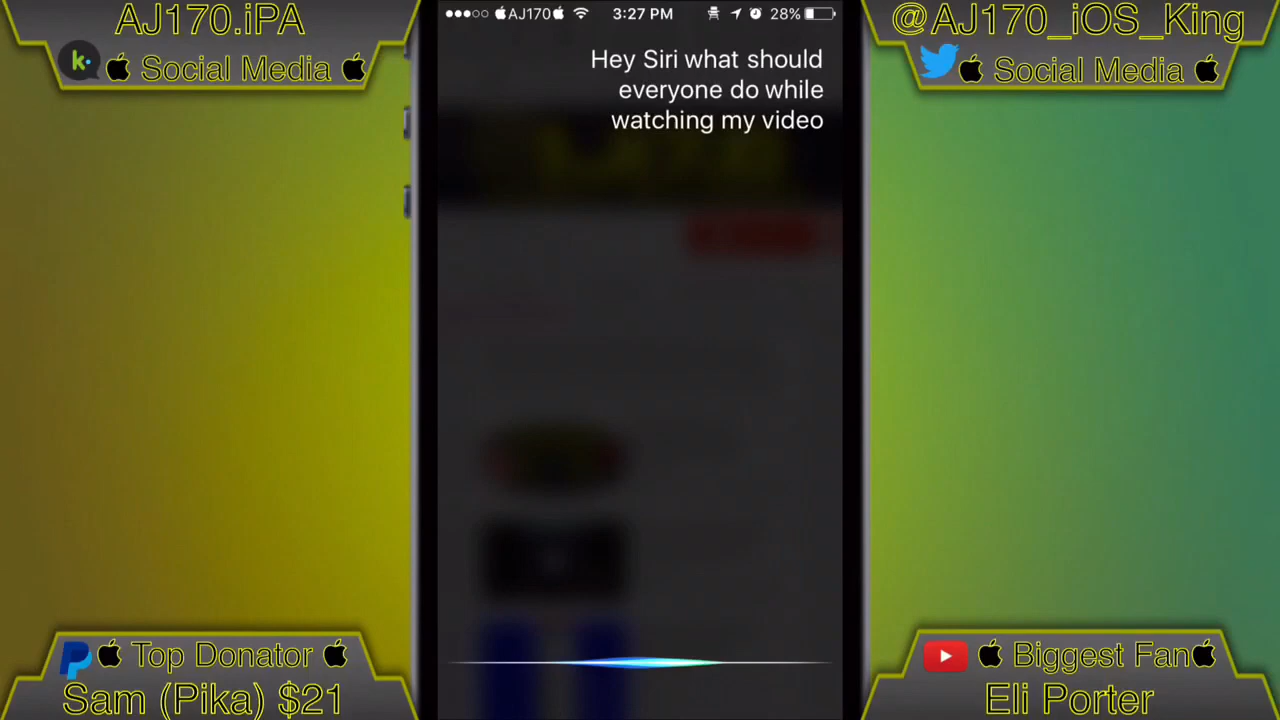 AJ170.iPA
k
Social Media
AJ170
3:27 PM
28%
Hey Siri what should
everyone do while
watching my video
@AJ170_iOS_King
Social Media
Top Donator
Sam (Pika) $21
Biggest Fan
Eli Porter